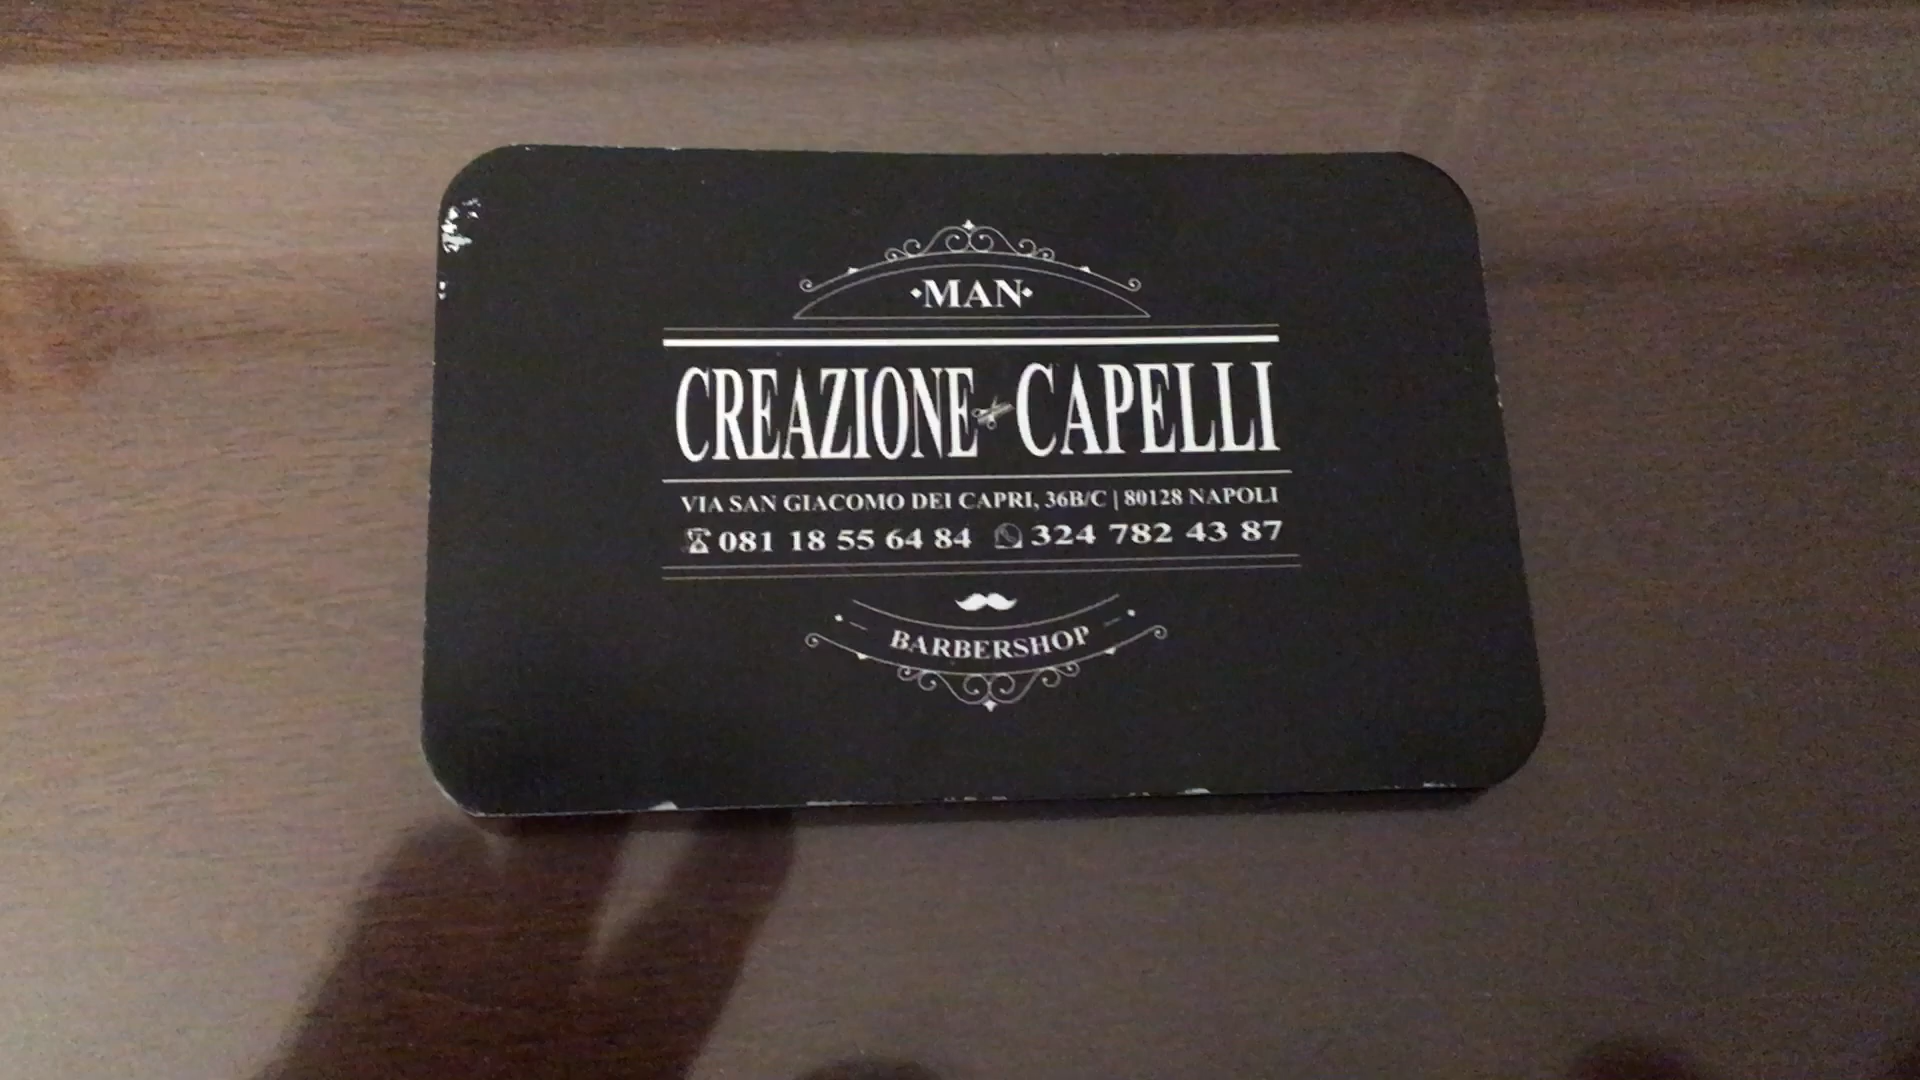 MAN
CREAZIONE CAPELLI
VIA SAN GIACOMO DEI CAPRI, 36B/C | 80128 NAPOLI
081 18 55 64 84 324 782 43 87
BARBERSHOP